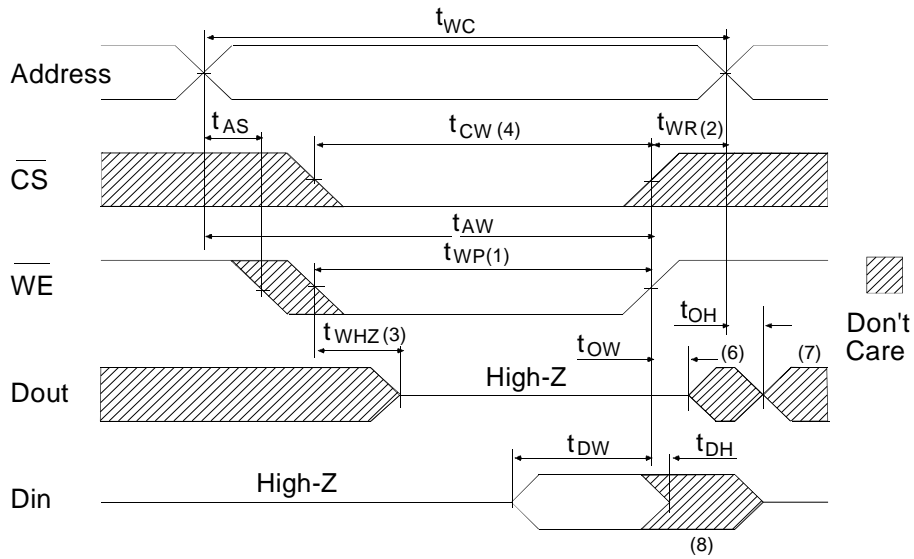 tWC
Address
tAS
tCW (4)
tWR(2)
CS
tAW
tWP(1)
WE
tWHZ (3)
tOW
tOH
Don't
Care
(6)
(7)
High-Z
Dout
tDW
tDH
High-Z
Din
(8)